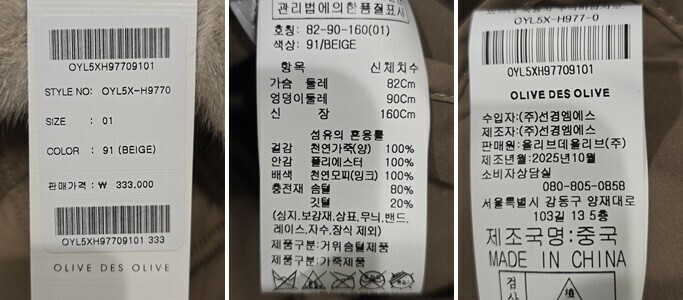 OYL5XH97709101
STYLE NO: OYL5X-H9770
SIZE : 01
COLOR : 91 (BEIGE)
판매가격 : ₩ 333,000
OYL5XH97709101 333
OLIVE DES OLIVE
관리법에의한품질표시
호칭: 82-90-160(01)
색상: 91/BEIGE
항목 신체치수
가슴 둘레 82Cm
엉덩이둘레 90Cm
신 장 160Cm
섬유의 혼용률
겉감 천연가죽(양) 100%
안감 폴리에스터 100%
배색 천연모피(밍크) 100%
충전재 솜털 80%
깃털 20%
(심지,보강재,상표,무늬,밴드,
레이스,자수,장식 제외)
제품구분:거위솜털제품
제품구분:가죽제품
OYL5X-H977-0
OYL5XH97709101
OLIVE DES OLIVE
수입자:(주)선경엠에스
제조자:(주)선경엠에스
판매원:올리브데올리브(주)
제조년월:2025년10월
소비자상담실
080-805-0858
서울특별시 강동구 양재대로
103길 13 5층
제조국명:중국
MADE IN CHINA
검